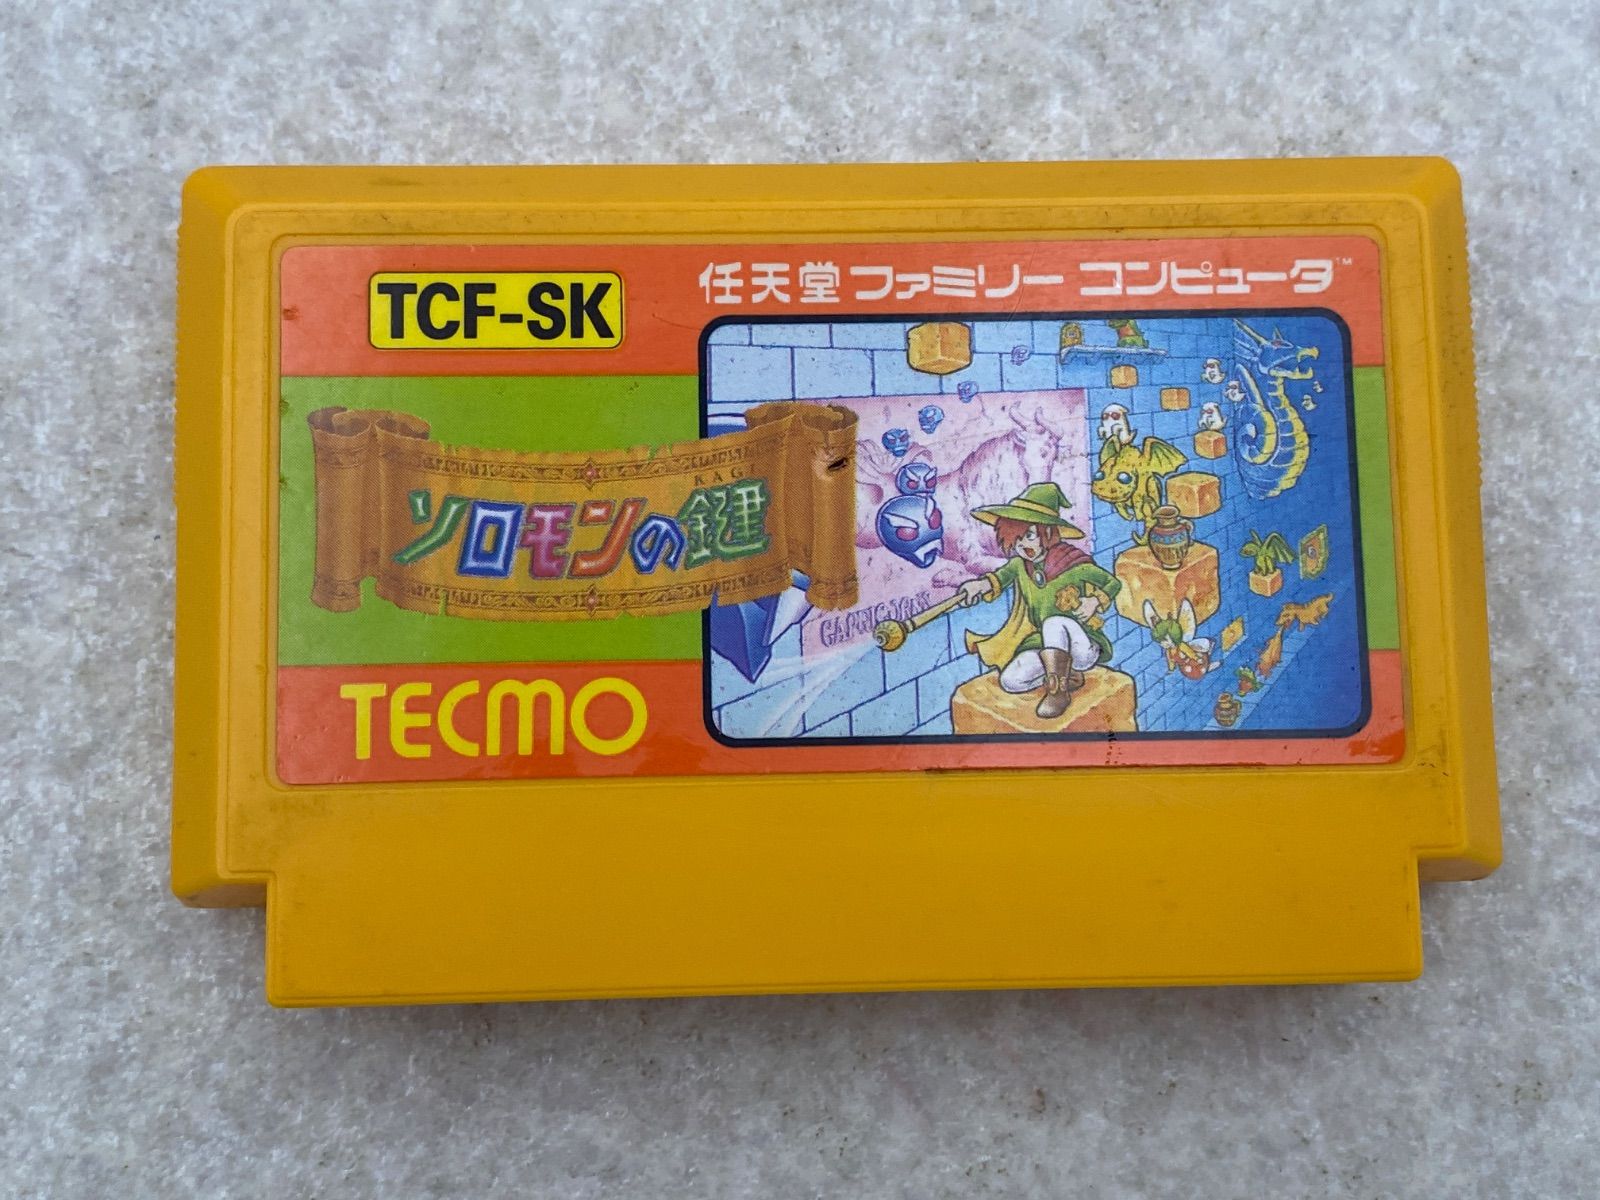 TCF-SK
任天堂 ファミリー コンピュータ™
KAGI
ソロモンの鍵
CAPRICORN
TECMO